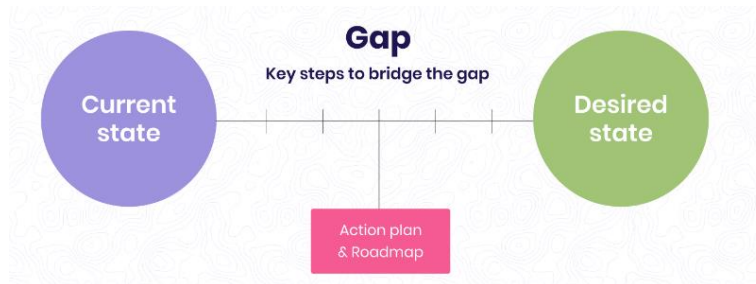 Gap
Key steps to bridge the gap
Current
state
Desired
state
Action plan
& Roadmap